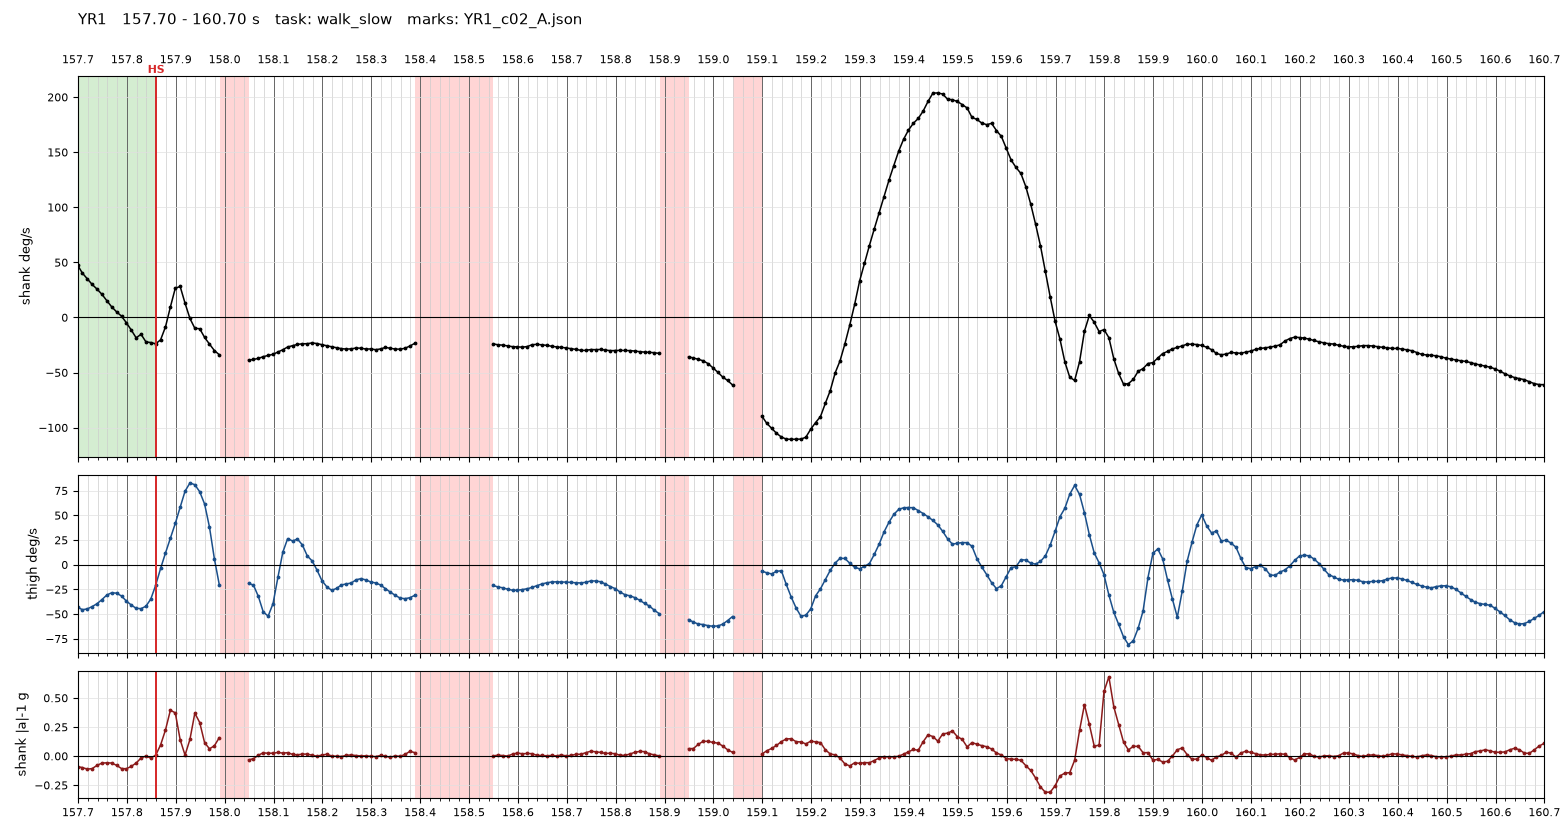 YR1   157.70 - 160.70 s   task: walk_slow   marks: YR1_c02_A.json
157.7 157.8 157.9 158.0 158.1 158.2 158.3 158.4 158.5 158.6 158.7 158.8 158.9 159.0 159.1 159.2 159.3 159.4 159.5 159.6 159.7 159.8 159.9 160.0 160.1 160.2 160.3 160.4 160.5 160.6 160.7
HS
shank deg/s
200
150
100
50
0
−50
−100
thigh deg/s
75
50
25
0
−25
−50
−75
shank |a|-1 g
0.50
0.25
0.00
−0.25
157.7 157.8 157.9 158.0 158.1 158.2 158.3 158.4 158.5 158.6 158.7 158.8 158.9 159.0 159.1 159.2 159.3 159.4 159.5 159.6 159.7 159.8 159.9 160.0 160.1 160.2 160.3 160.4 160.5 160.6 160.7